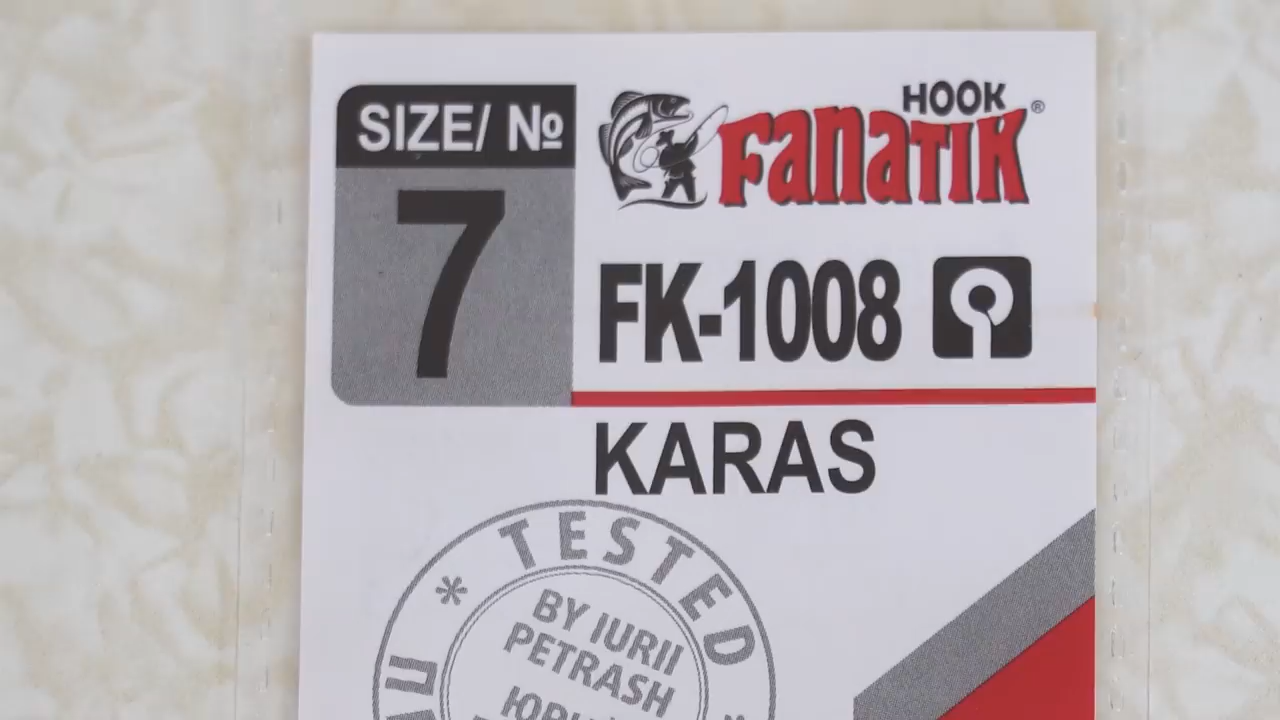 SIZE/ №
7
HOOK
FANATIK®
FK-1008
KARAS
* TESTED
BY IURII
PETRASH